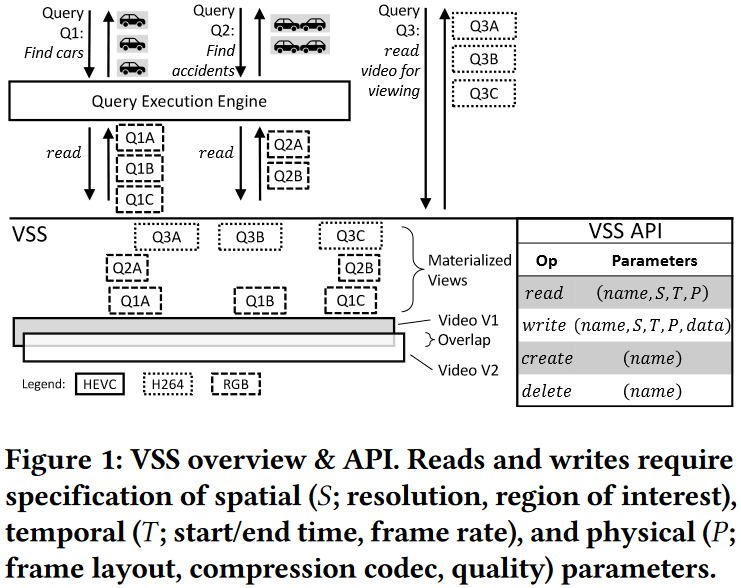 Query
Q1:
Find cars
Query
Q2:
Find
accidents
Query
Q3:
read
video for
viewing
Q3A
Q3B
Q3C
Query Execution Engine
read
Q1A
Q1B
Q1C
read
Q2A
Q2B
VSS
Q3A
Q3B
Q3C
Q2A
Q2B
Q1A
Q1B
Q1C
Materialized
Views
Video V1
Overlap
Video V2
Legend:
HEVC
H264
RGB
VSS API
Op Parameters
read (name, S, T, P)
write (name, S, T, P, data)
create (name)
delete (name)
Figure 1: VSS overview & API. Reads and writes require
specification of spatial (S; resolution, region of interest),
temporal (T; start/end time, frame rate), and physical (P;
frame layout, compression codec, quality) parameters.